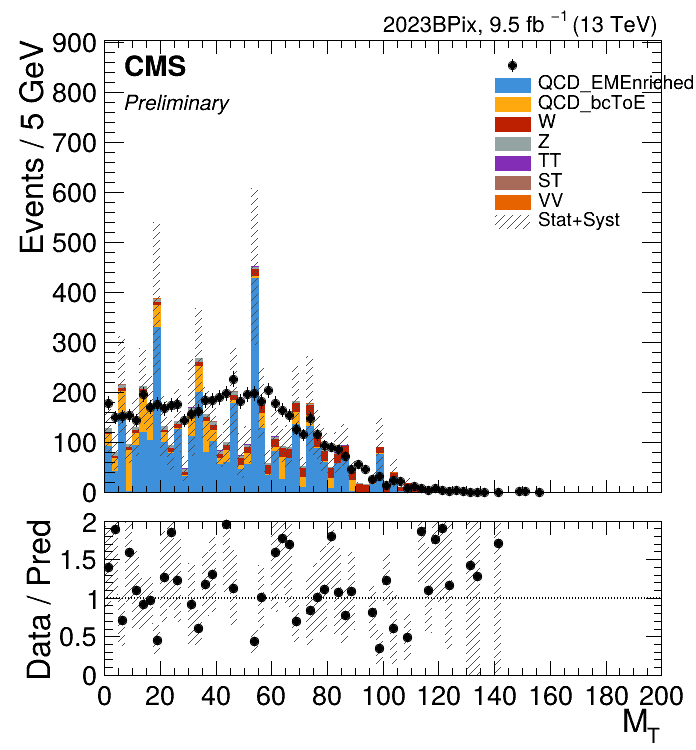 2023BPix, 9.5 fb⁻¹ (13 TeV)
CMS
Preliminary
QCD_EMEnriched
QCD_bcToE
W
Z
TT
ST
VV
Stat+Syst
Events / 5 GeV
900
800
700
600
500
400
300
200
100
0
Data / Pred
2
1.5
1
0.5
0
0 20 40 60 80 100 120 140 160 180 200
M_T